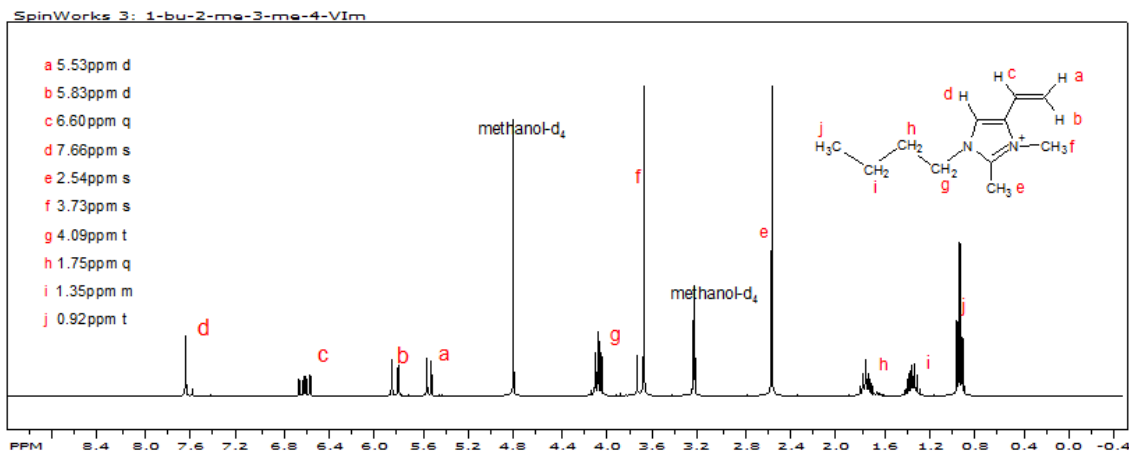 SpinWorks 3: 1-bu-2-me-3-me-4-VIm
a 5.53ppm d
b 5.83ppm d
c 6.60ppm q
d 7.66ppm s
e 2.54ppm s
f 3.73ppm s
g 4.09ppm t
h 1.75ppm q
i 1.35ppm m
j 0.92ppm t
methanol-d4
methanol-d4
d
c
b
a
g
f
e
h
i
j
H c H a
d H
H b
j h
H3C CH2 N N + CH3 f
CH2 CH2
i g CH3 e
PPM 8.4 8.0 7.6 7.2 6.8 6.4 6.0 5.6 5.2 4.8 4.4 4.0 3.6 3.2 2.8 2.4 2.0 1.6 1.2 0.8 0.4 0.0 -0.4